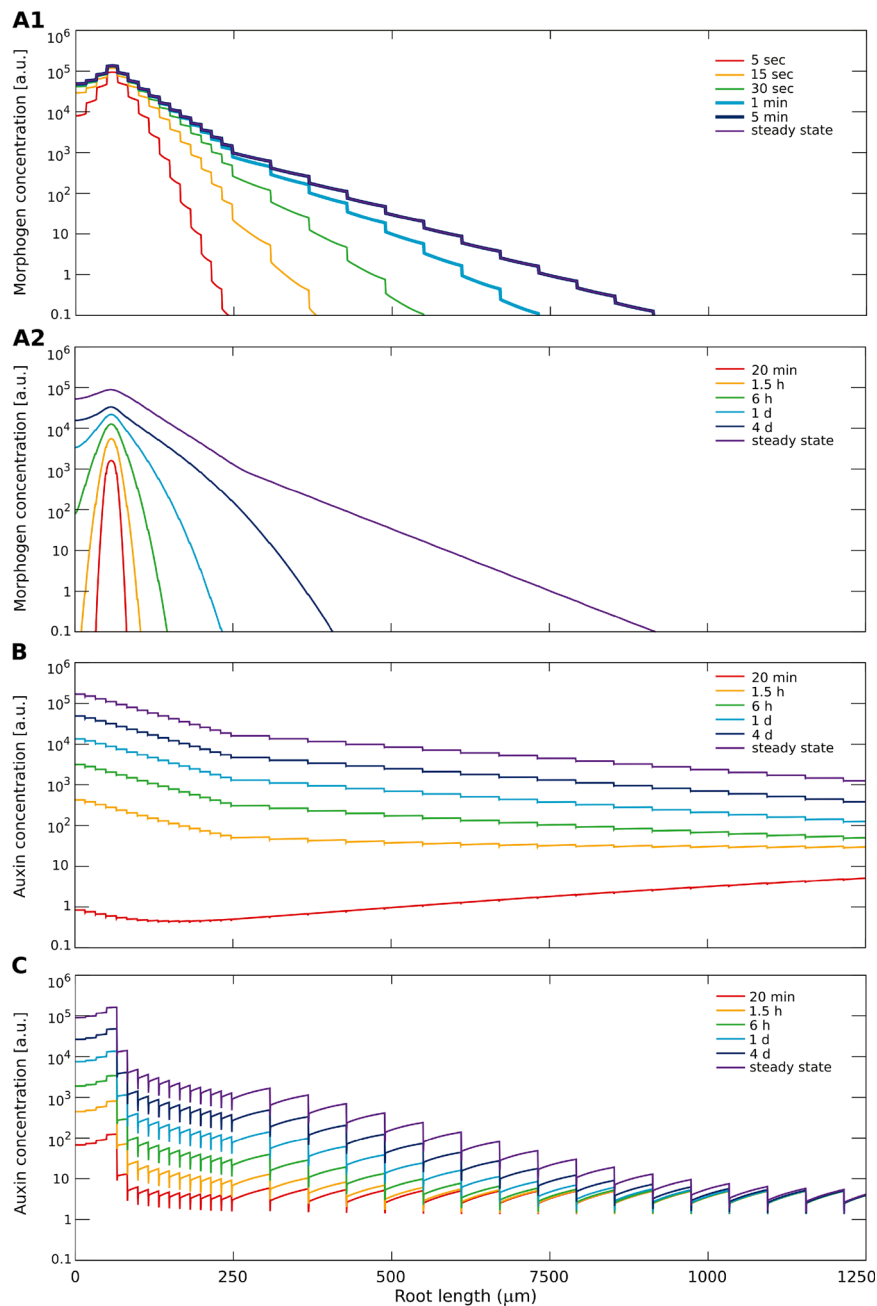 A1
Morphogen concentration [a.u.]
10⁶
10⁵
10⁴
10³
10²
10
1
0.1
5 sec
15 sec
30 sec
1 min
5 min
steady state
A2
Morphogen concentration [a.u.]
10⁶
10⁵
10⁴
10³
10²
10
1
0.1
20 min
1.5 h
6 h
1 d
4 d
steady state
B
Auxin concentration [a.u.]
10⁶
10⁵
10⁴
10³
10²
10
1
0.1
20 min
1.5 h
6 h
1 d
4 d
steady state
C
Auxin concentration [a.u.]
10⁶
10⁵
10⁴
10³
10²
10
1
0.1
20 min
1.5 h
6 h
1 d
4 d
steady state
0 250 500 7500 1000 1250
Root length (μm)